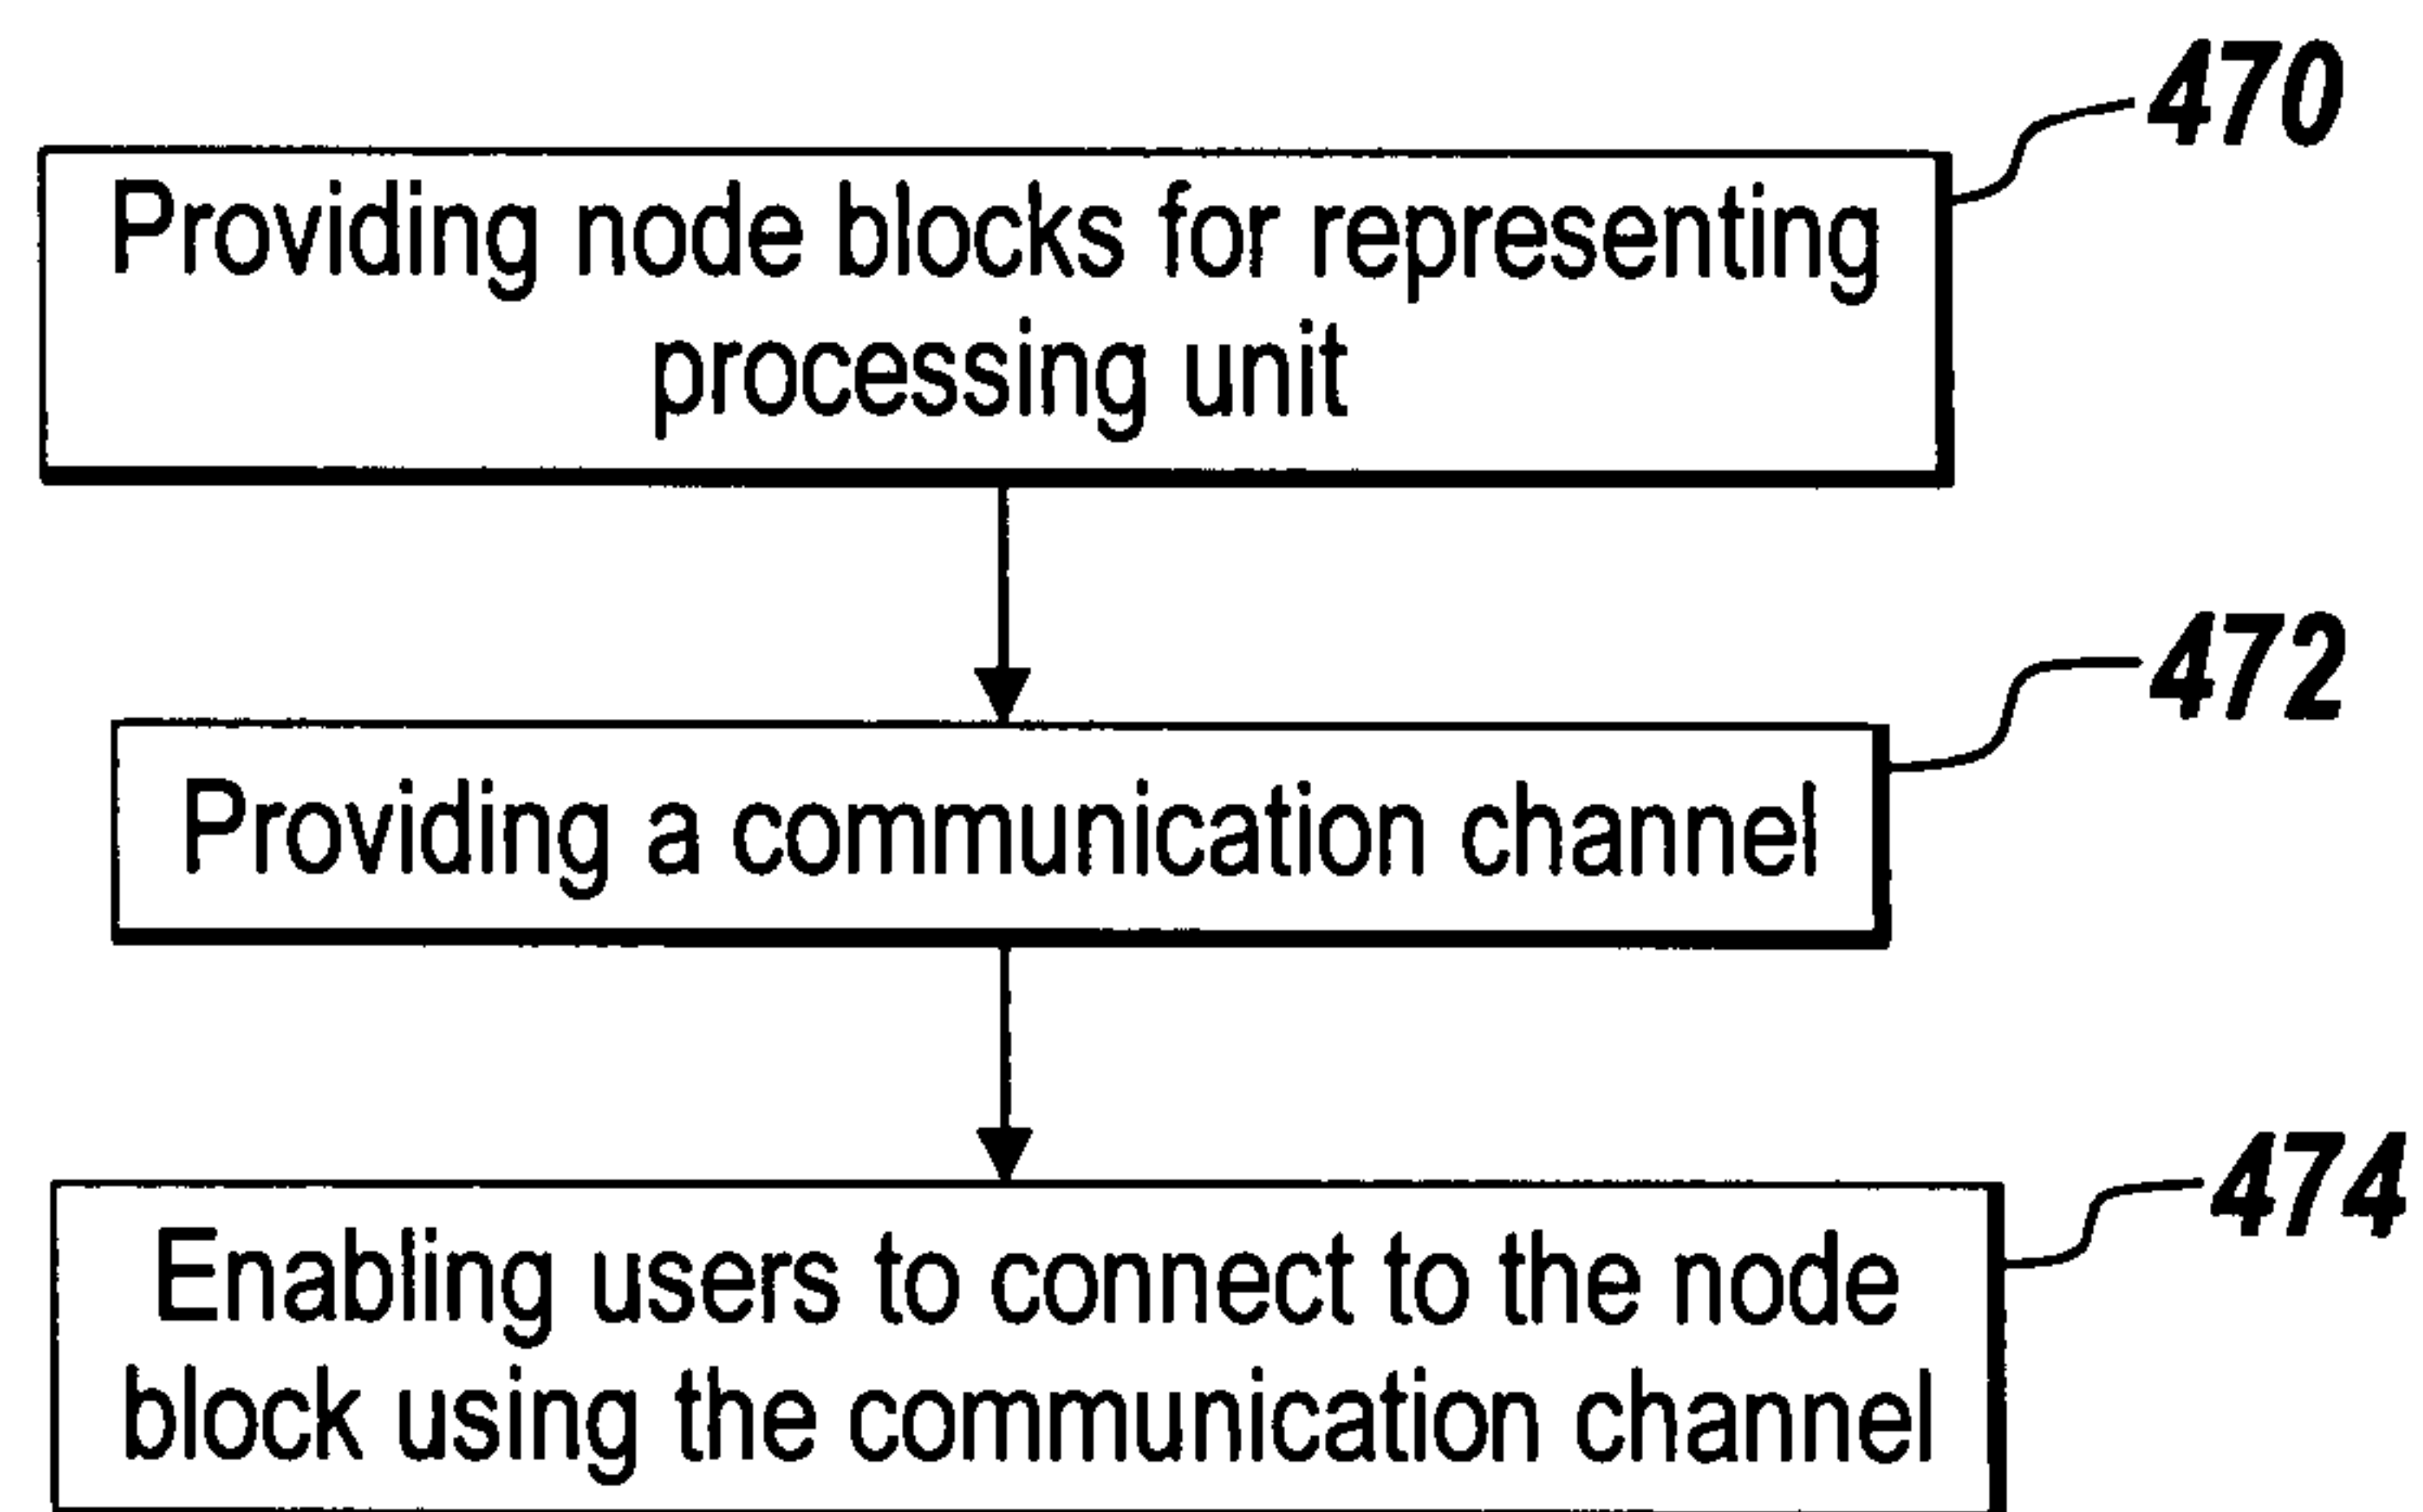 470
Providing node blocks for representing
processing unit
472
Providing a communication channel
474
Enabling users to connect to the node
block using the communication channel